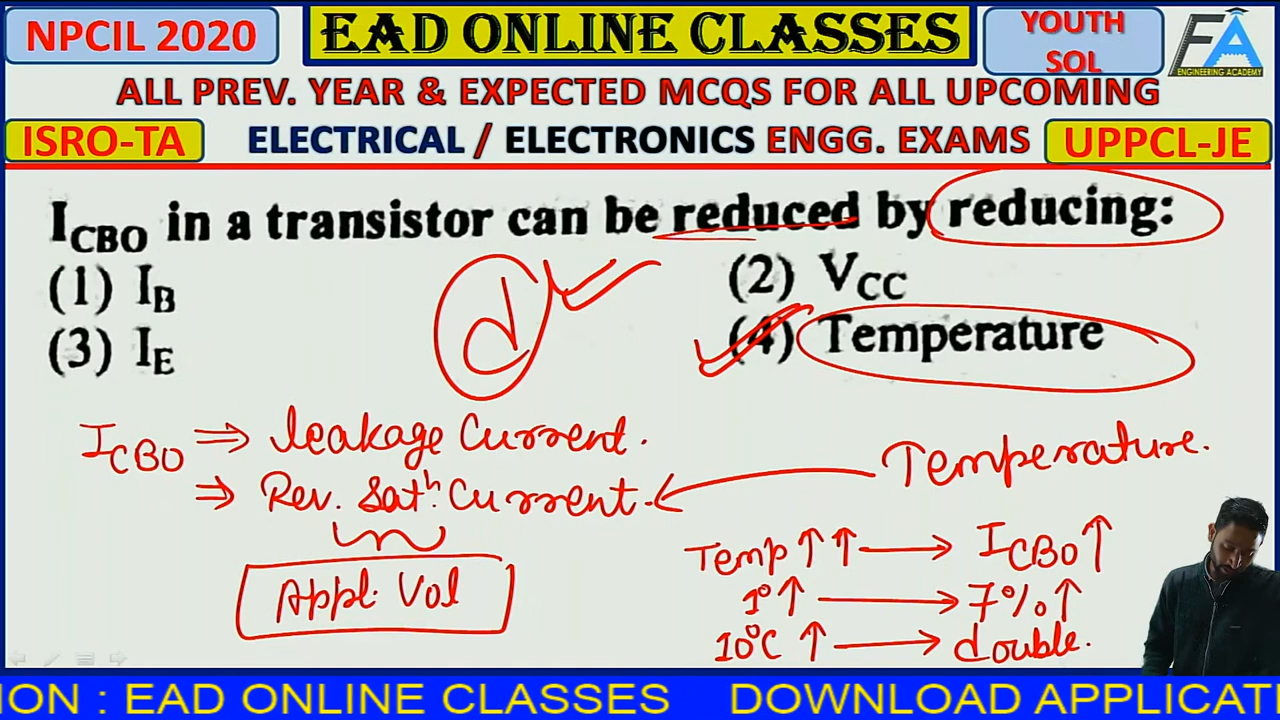 NPCIL 2020
EAD ONLINE CLASSES
YOUTH
SOL
EA
ENGINEERING ACADEMY
ALL PREV. YEAR & EXPECTED MCQS FOR ALL UPCOMING
ISRO-TA
ELECTRICAL / ELECTRONICS ENGG. EXAMS
UPPCL-JE
ICBO in a transistor can be reduced by reducing:
(1) IB
(2) VCC
(3) IE
(4) Temperature
d
ICBO ⇒ leakage Current.
⇒ Rev. Satⁿ. Current.
Temperature.
Appl. Vol
Temp ↑ ↑ → ICBO ↑
1° ↑ → 7% ↑
10°C ↑ → double.
ION : EAD ONLINE CLASSES DOWNLOAD APPLICATI